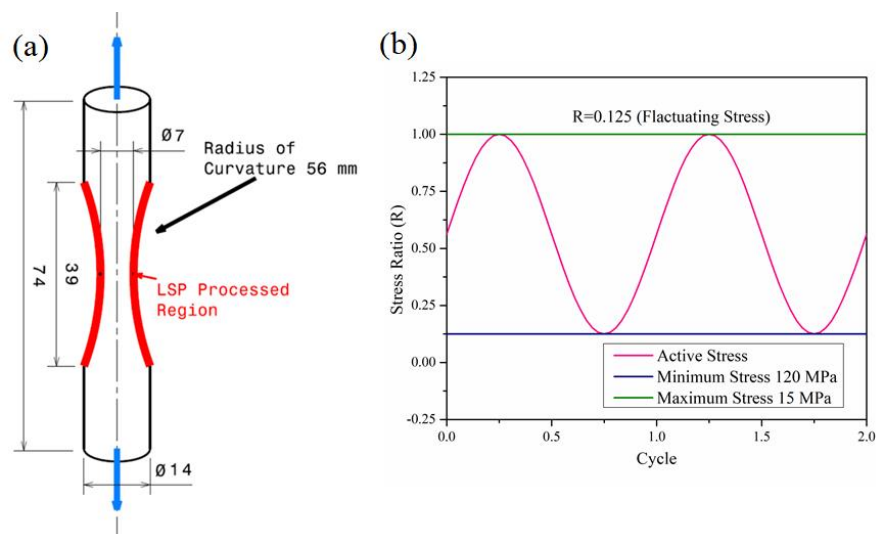 (a)
Ø7
Radius of
Curvature 56 mm
74
39
LSP Processed
Region
Ø14
(b)
R=0.125 (Flactuating Stress)
Stress Ratio (R)
1.25
1.00
0.75
0.50
0.25
0.00
-0.25
Active Stress
Minimum Stress 120 MPa
Maximum Stress 15 MPa
0.0 0.5 1.0 1.5 2.0
Cycle